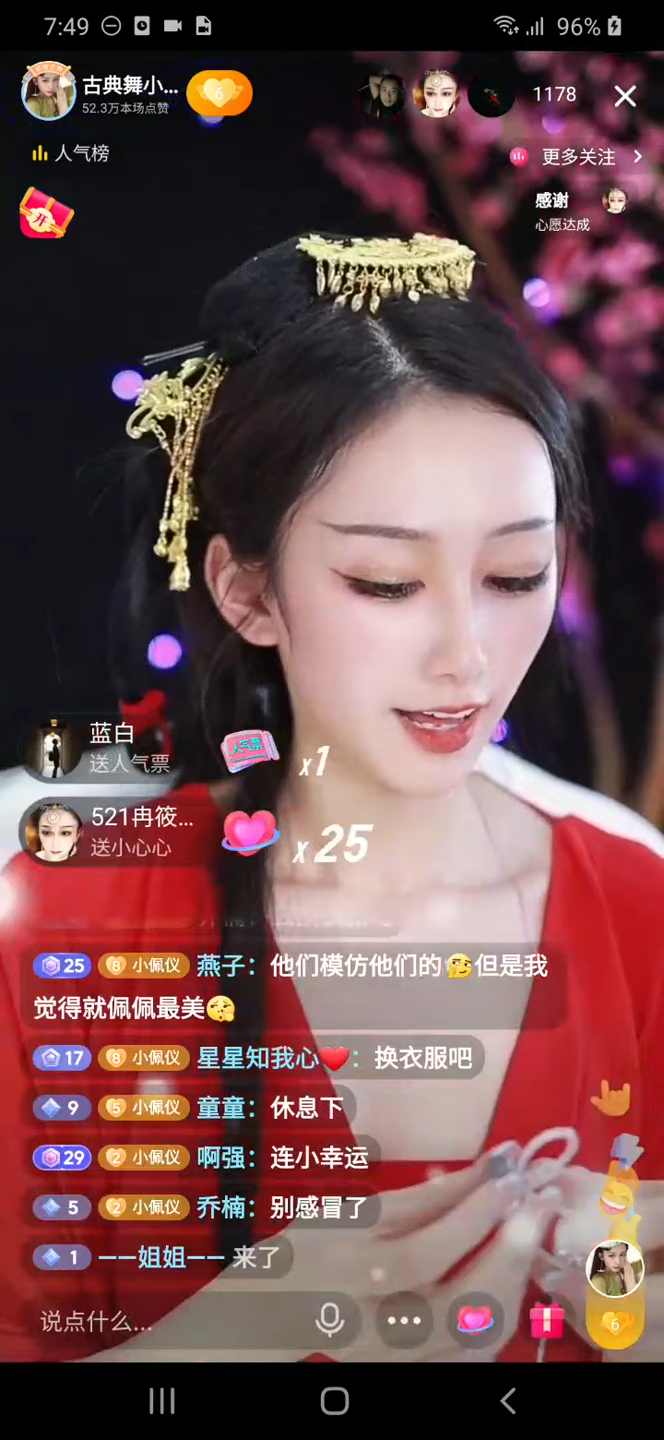 7:49
96%
古典舞小...
52.3万本场点赞
6
1178
人气榜
更多关注
开
感谢
心愿达成
蓝白
送人气票
人气票
x1
521冉筱...
送小心心
x25
25 8 小佩仪 燕子：他们模仿他们的🤔但是我
觉得就佩佩最美🤫
17 8 小佩仪 星星知我心❤️：换衣服吧
9 5 小佩仪 童童：休息下
29 2 小佩仪 啊强：连小幸运
5 2 小佩仪 乔楠：别感冒了
1 一一姐姐一一 来了
说点什么...
6